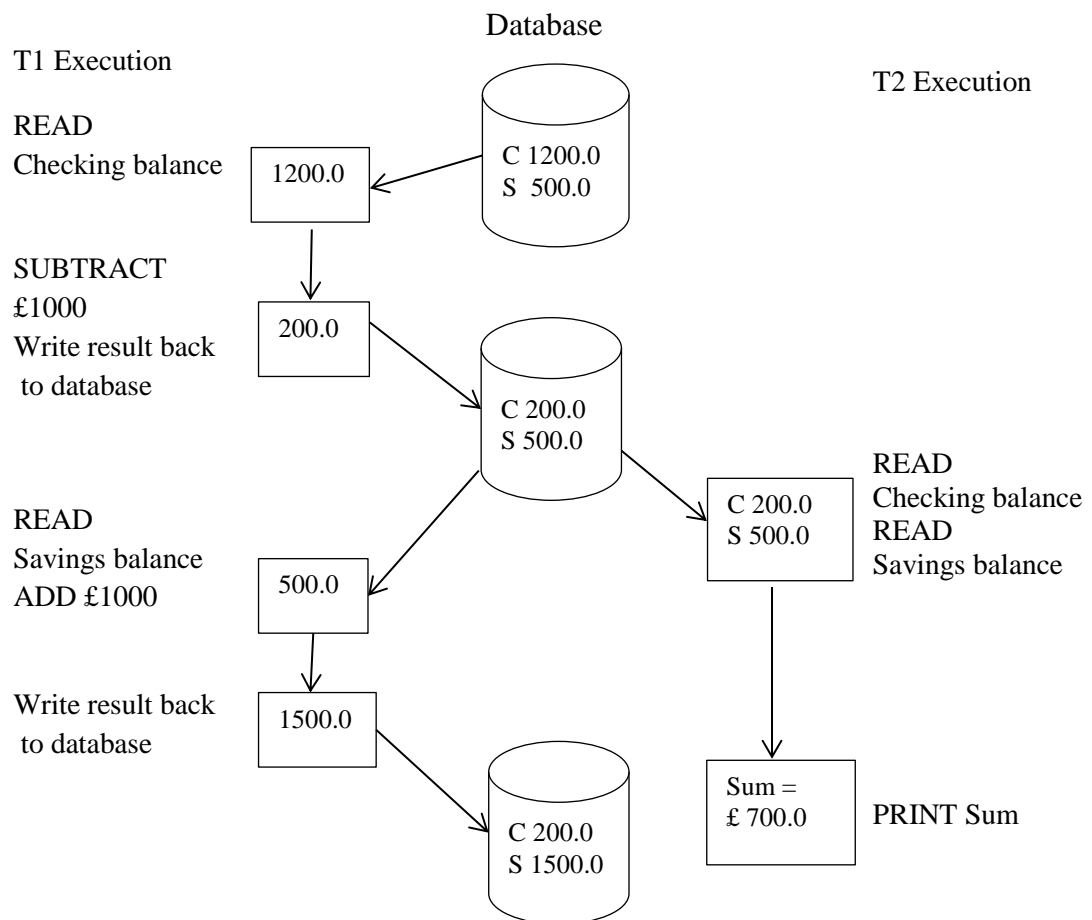 Database
T1 Execution
T2 Execution
READ
Checking balance
1200.0
C 1200.0
S 500.0
SUBTRACT
£1000
Write result back
to database
200.0
C 200.0
S 500.0
READ
Checking balance
READ
Savings balance
C 200.0
S 500.0
READ
Savings balance
ADD £1000
500.0
Write result back
to database
1500.0
Sum =
£ 700.0
PRINT Sum
C 200.0
S 1500.0